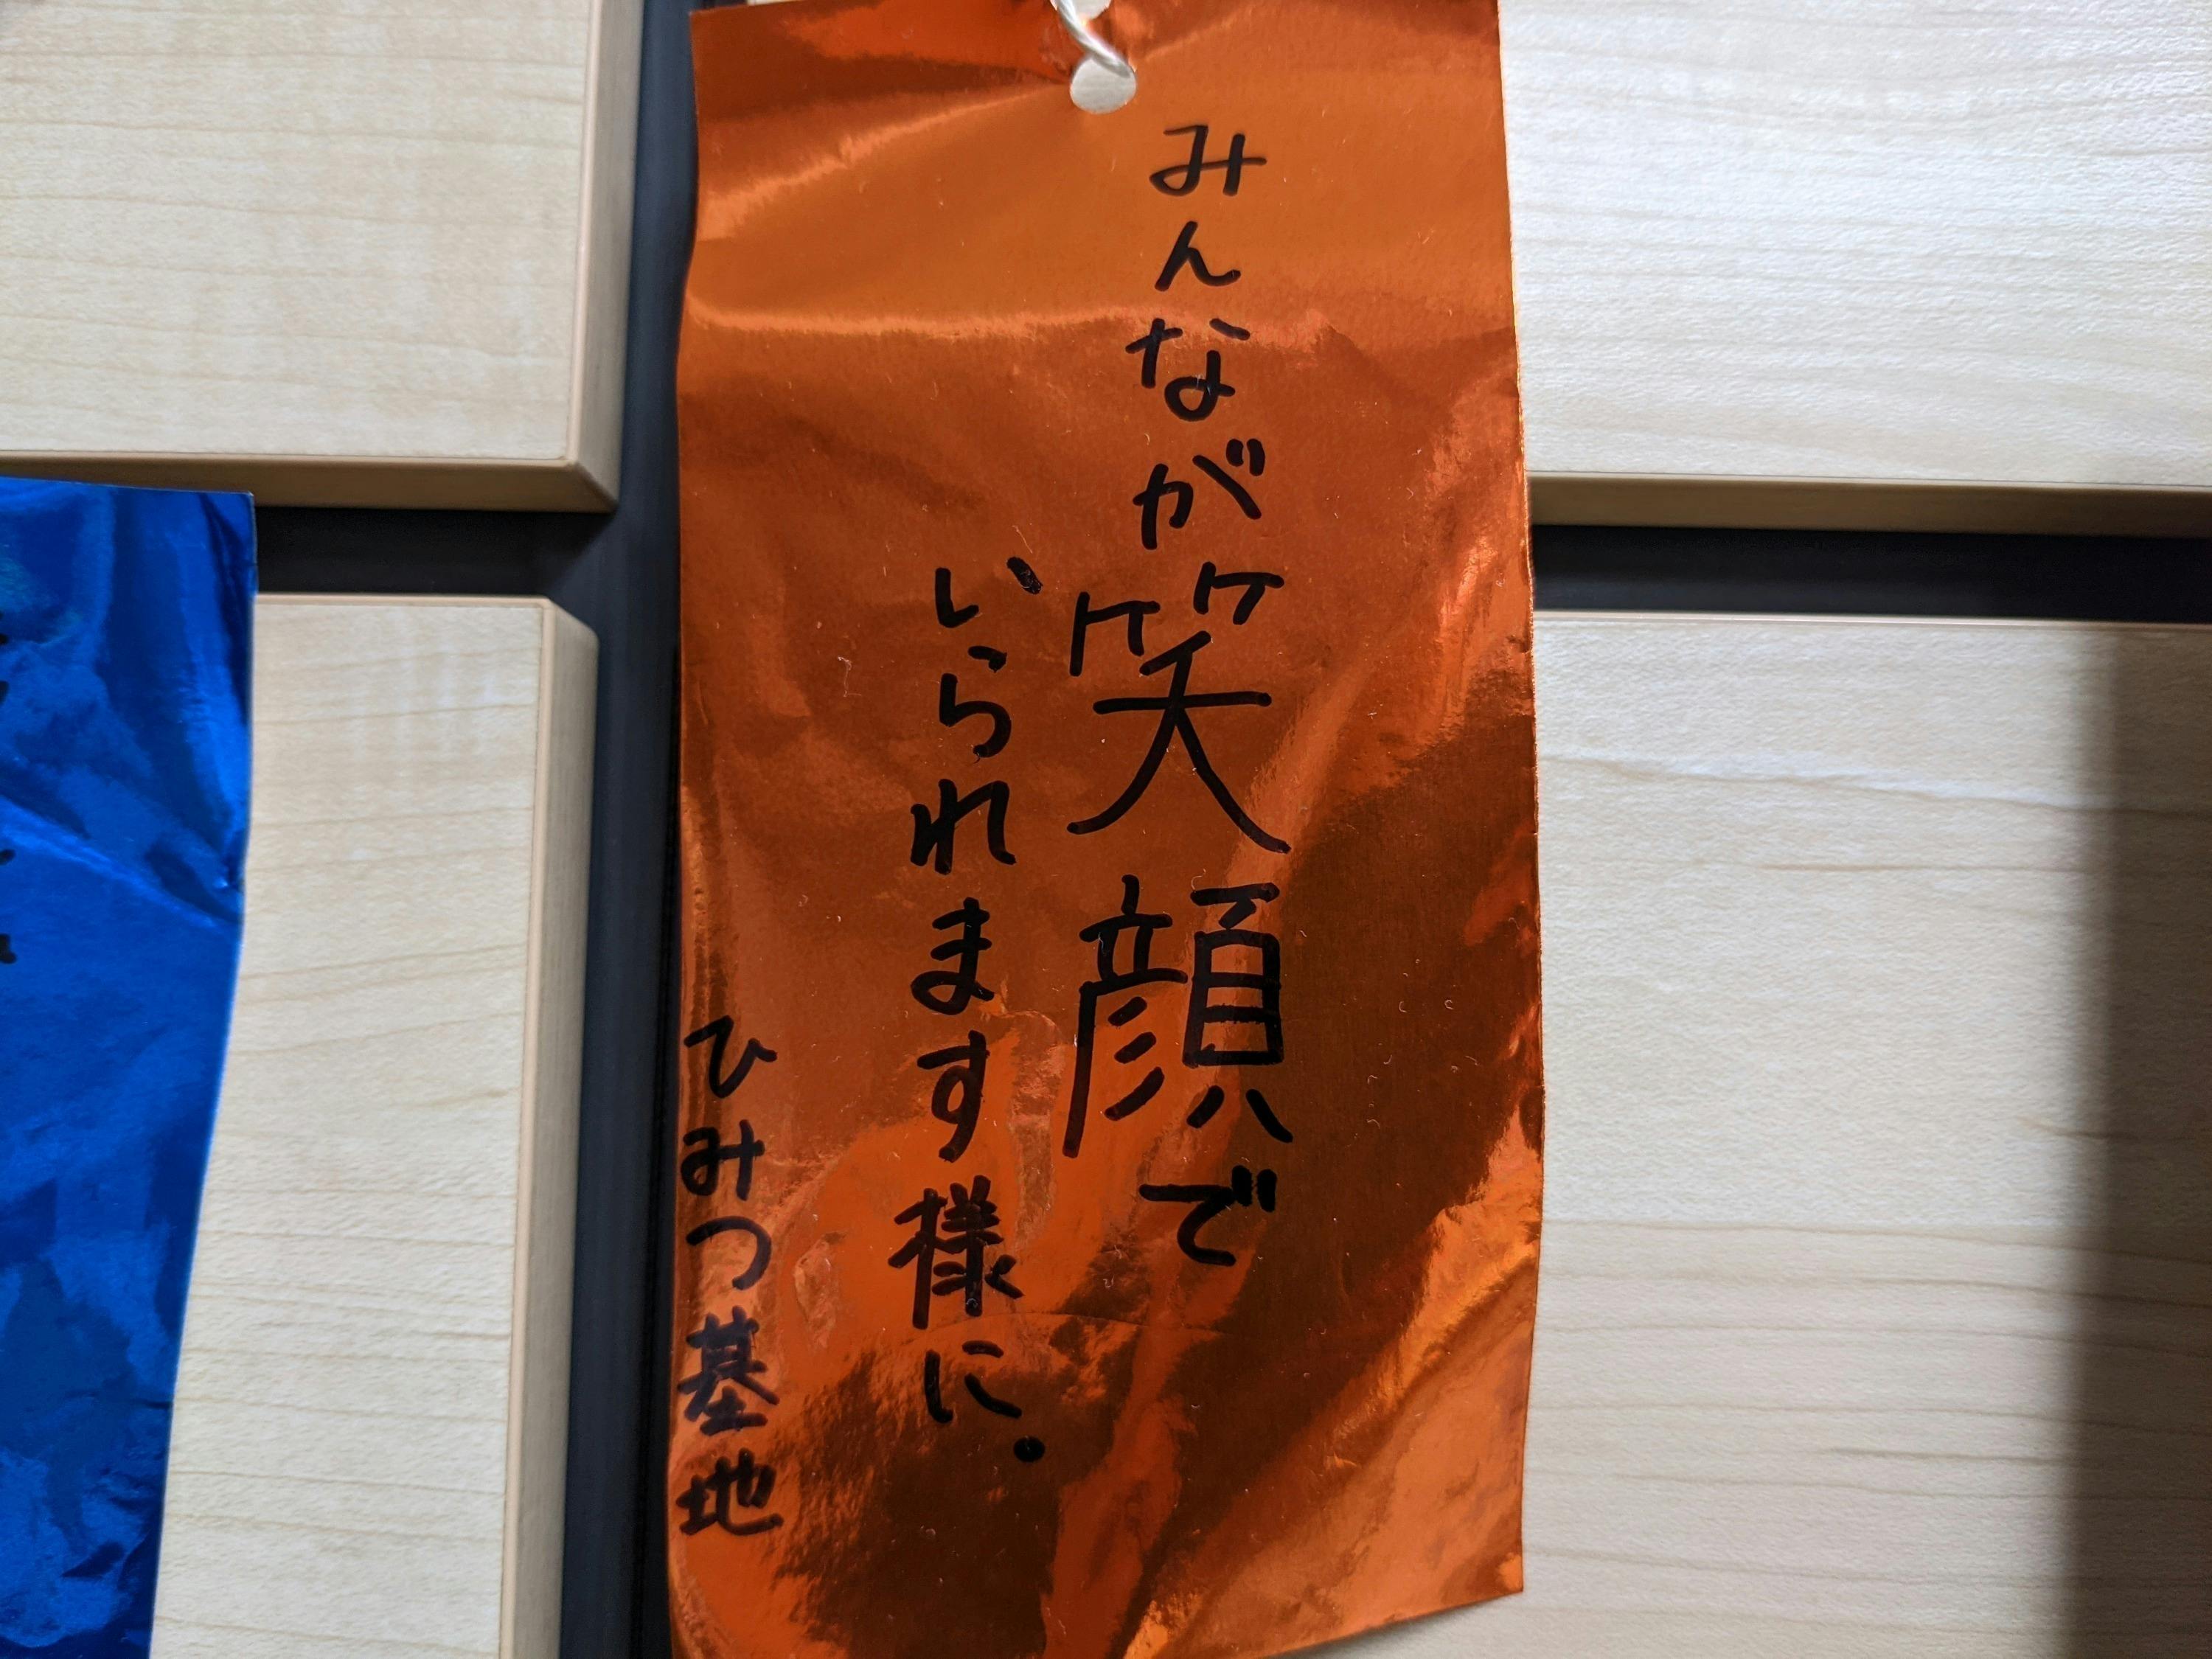 みんなが笑顔で
いられます様に.
ひみつ基地